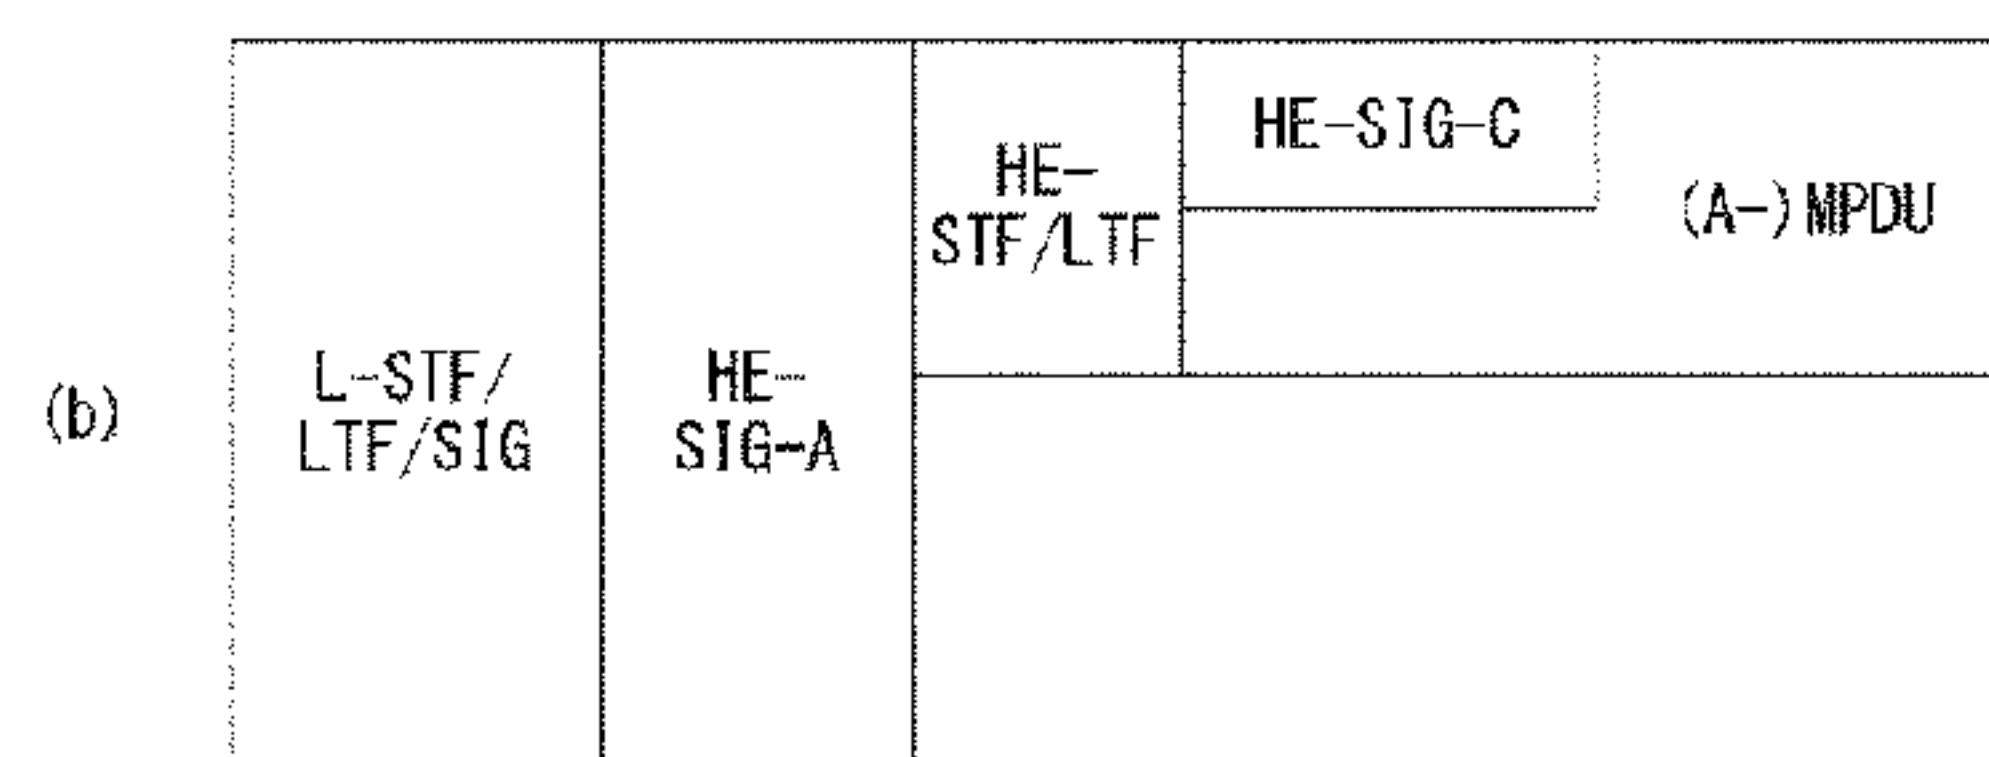 (b)
L-STF/
LTF/SIG
HE-
SIG-A
HE-
STF/LTF
HE-SIG-C
(A-)MPDU